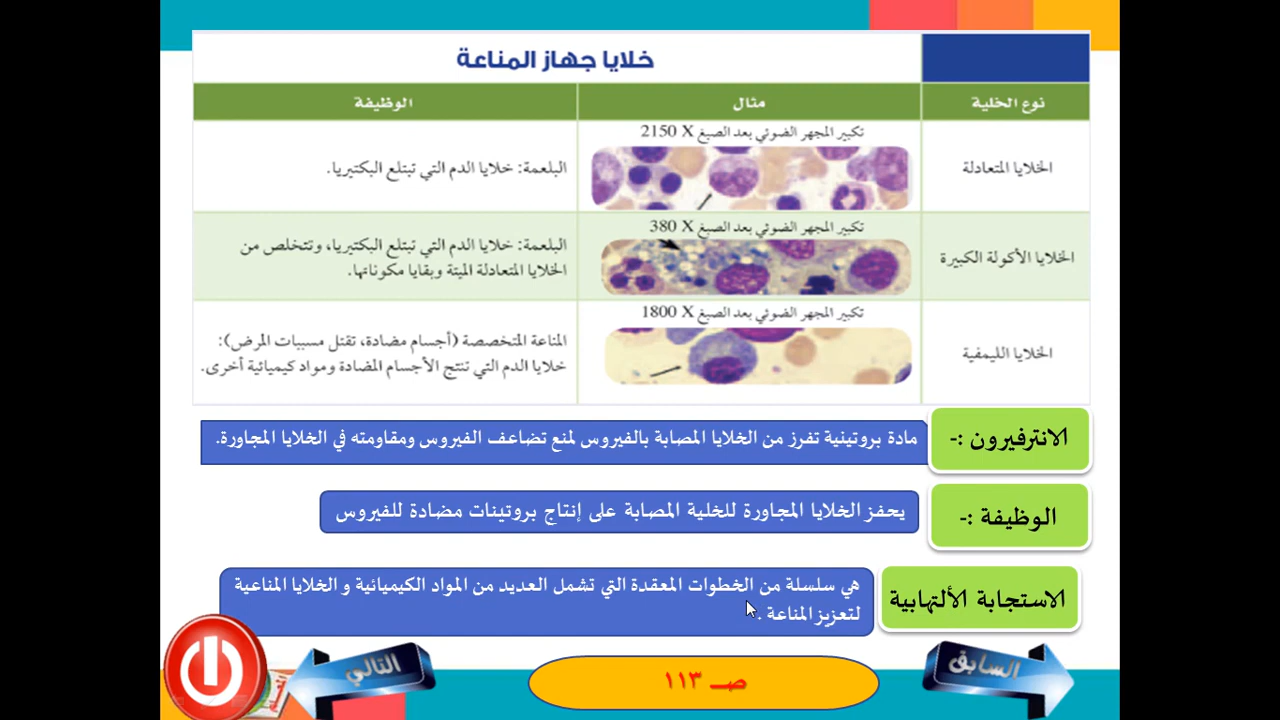 خلايا جهاز المناعة
نوع الخلية
مثال
الوظيفة
الخلايا المتعادلة
تكبير المجهر الضوئي بعد الصبغ 2150 X
البلعمة: خلايا الدم التي تبتلع البكتيريا.
الخلايا الأكولة الكبيرة
تكبير المجهر الضوئي بعد الصبغ 380 X
البلعمة: خلايا الدم التي تبتلع البكتيريا، وتتخلص من
الخلايا المتعادلة الميتة وبقايا مكوناتها.
الخلايا الليمفية
تكبير المجهر الضوئي بعد الصبغ 1800 X
المناعة المتخصصة (أجسام مضادة، تقتل مسببات المرض):
خلايا الدم التي تنتج الأجسام المضادة ومواد كيميائية أخرى.
الانترفيرون :-
مادة بروتينية تفرز من الخلايا المصابة بالفيروس لمنع تضاعف الفيروس ومقاومته في الخلايا المجاورة.
الوظيفة :-
يحفز الخلايا المجاورة للخلية المصابة على إنتاج بروتينات مضادة للفيروس
الاستجابة الألتهابية
هي سلسلة من الخطوات المعقدة التي تشمل العديد من المواد الكيميائية و الخلايا المناعية
لتعزيز المناعة .
السابق
صـ ١١٣
التالي